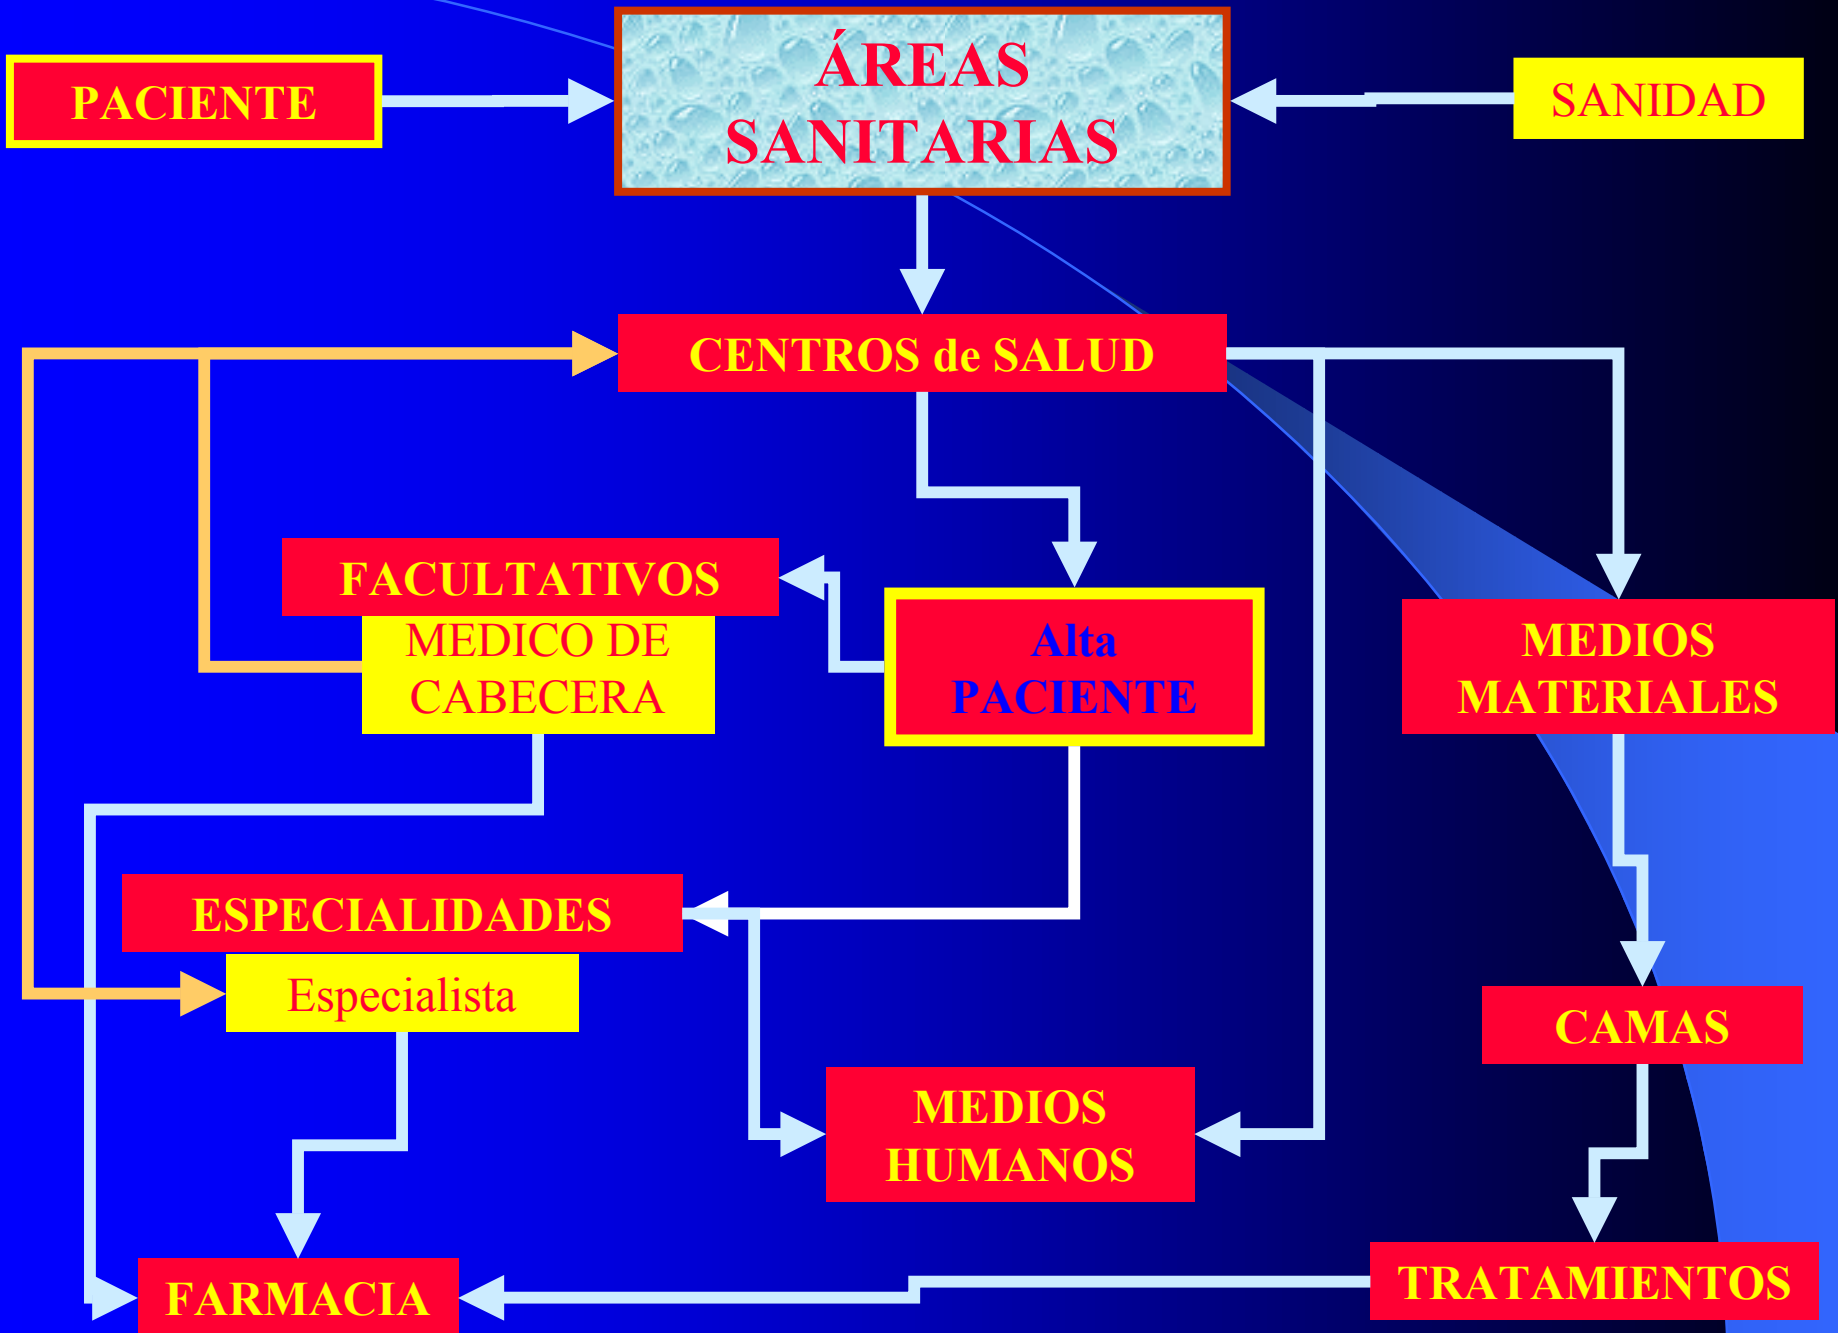 PACIENTE
ÁREAS
SANITARIAS
SANIDAD
CENTROS de SALUD
FACULTATIVOS
MEDICO DE
CABECERA
Alta
PACIENTE
MEDIOS
MATERIALES
ESPECIALIDADES
Especialista
CAMAS
MEDIOS
HUMANOS
FARMACIA
TRATAMIENTOS